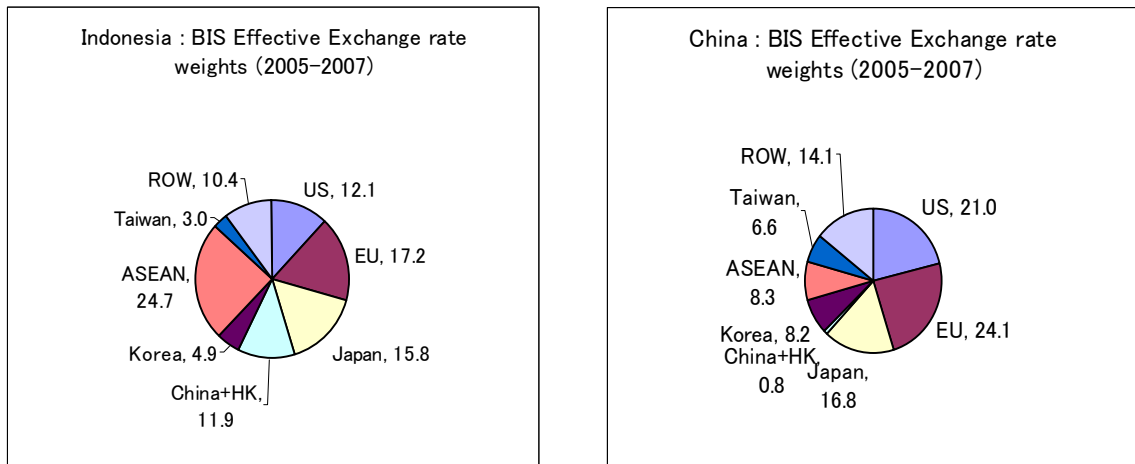 Indonesia : BIS Effective Exchange rate
weights (2005-2007)
ROW, 10.4
US, 12.1
Taiwan, 3.0
EU, 17.2
ASEAN,
24.7
Korea, 4.9
Japan, 15.8
China+HK,
11.9
China : BIS Effective Exchange rate
weights (2005-2007)
ROW, 14.1
Taiwan,
6.6
US, 21.0
ASEAN,
8.3
EU, 24.1
Korea, 8.2
China+HK,
0.8
Japan,
16.8